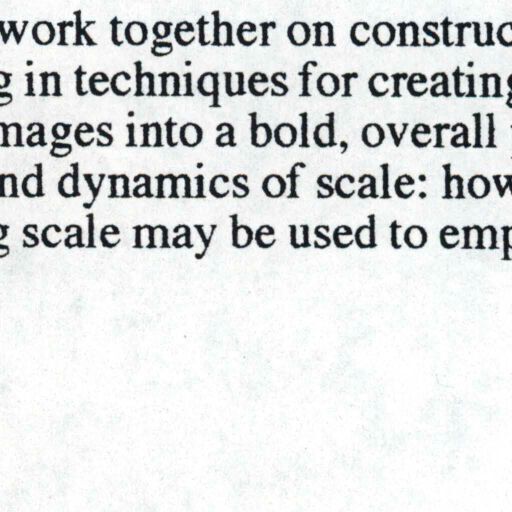 work together on construc
g in techniques for creating
mages into a bold, overall
nd dynamics of scale: how
g scale may be used to emp